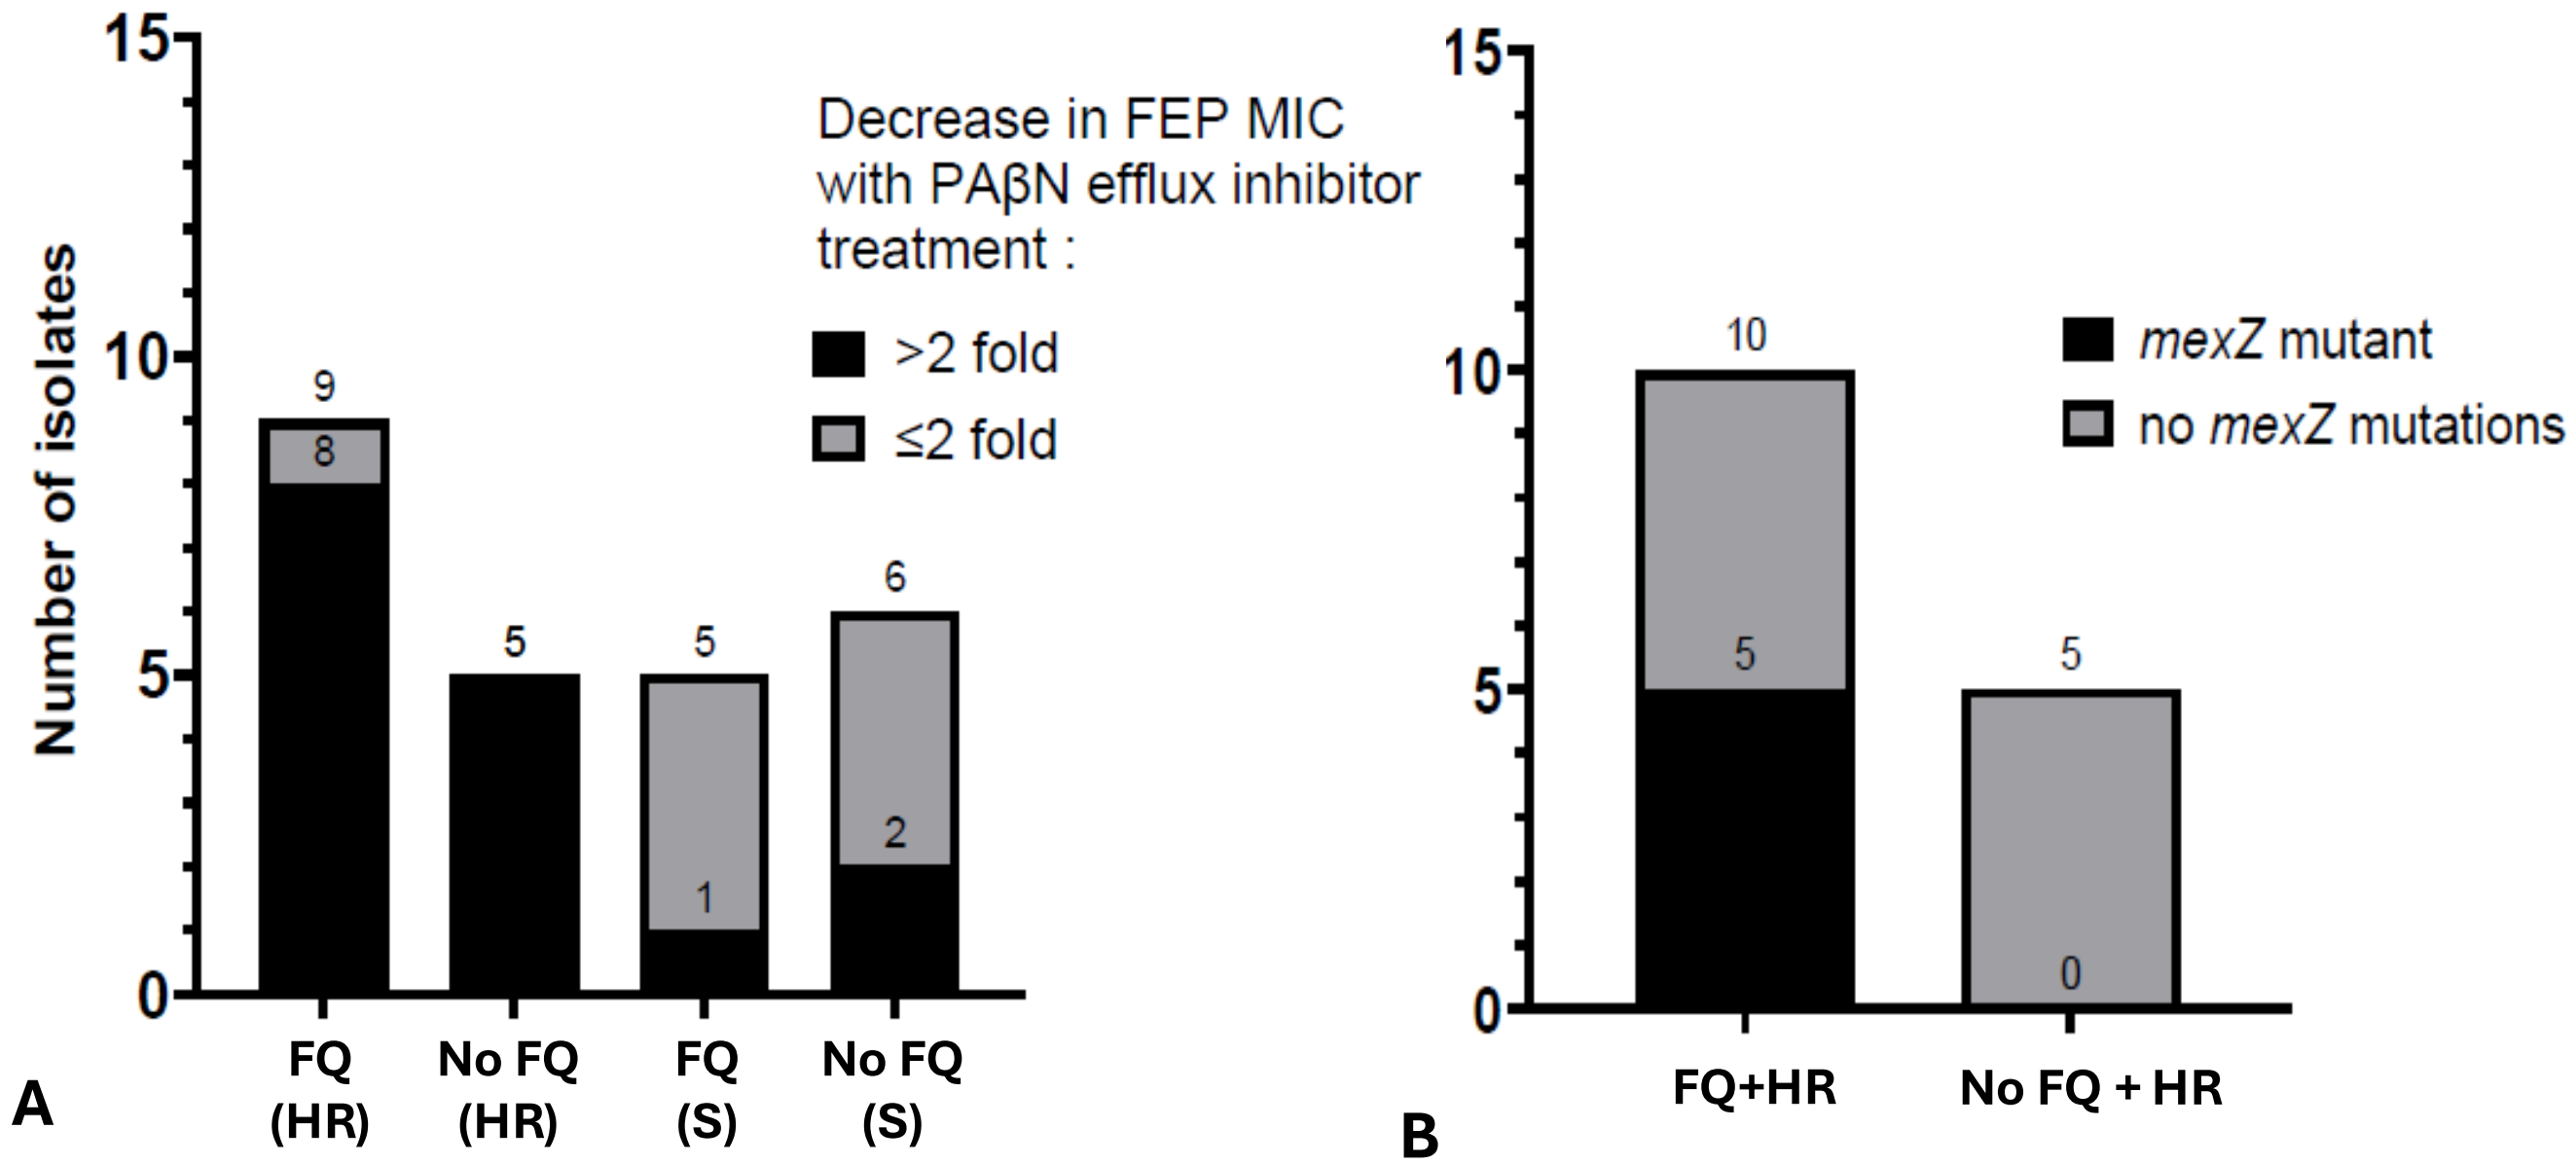 15
10
5
0
Number of isolates
Decrease in FEP MIC
with PAβN efflux inhibitor
treatment :
>2 fold
≤2 fold
9
8
5
5
1
6
2
FQ
(HR)
No FQ
(HR)
FQ
(S)
No FQ
(S)
A
15
10
5
0
mexZ mutant
no mexZ mutations
10
5
5
0
FQ+HR
No FQ + HR
B